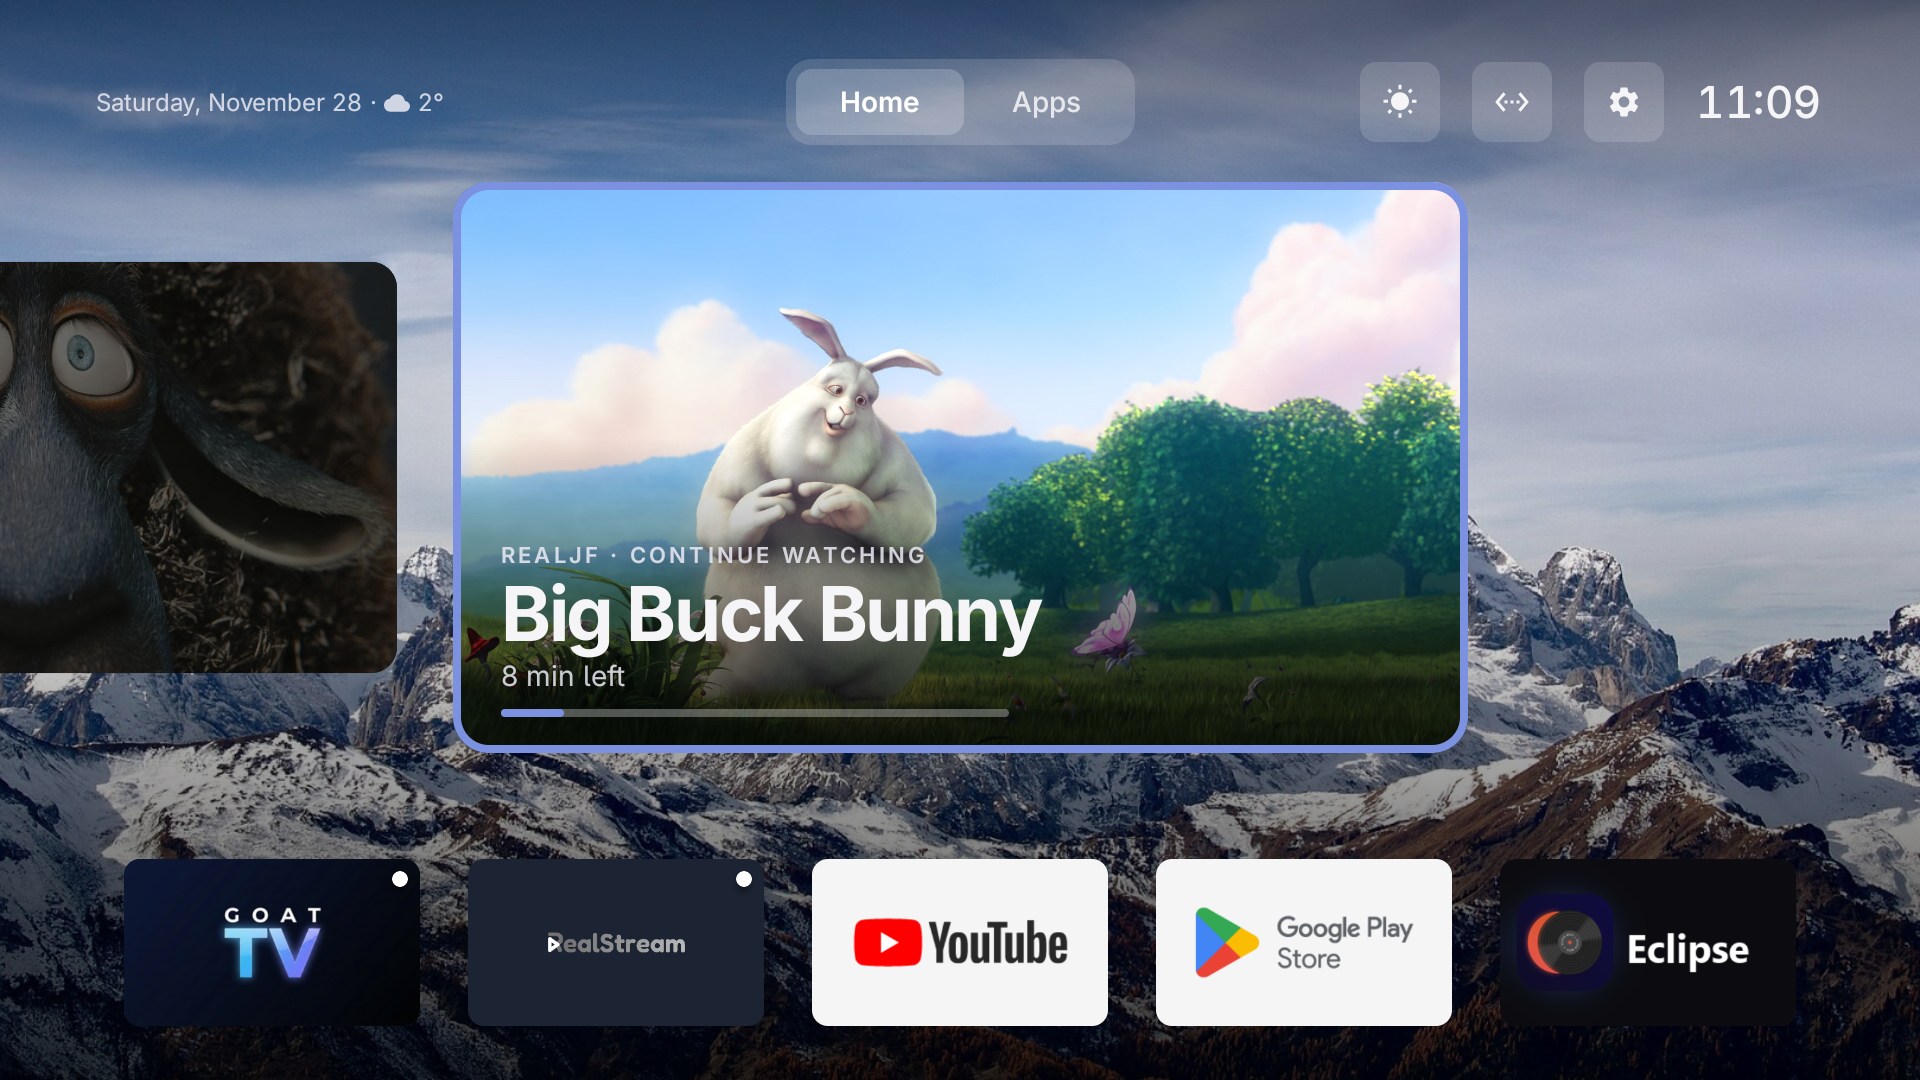 Saturday, November 28 · 2°
Home
Apps
11:09
REALJF · CONTINUE WATCHING
Big Buck Bunny
8 min left
GOAT
TV
RealStream
YouTube
Google Play
Store
Eclipse